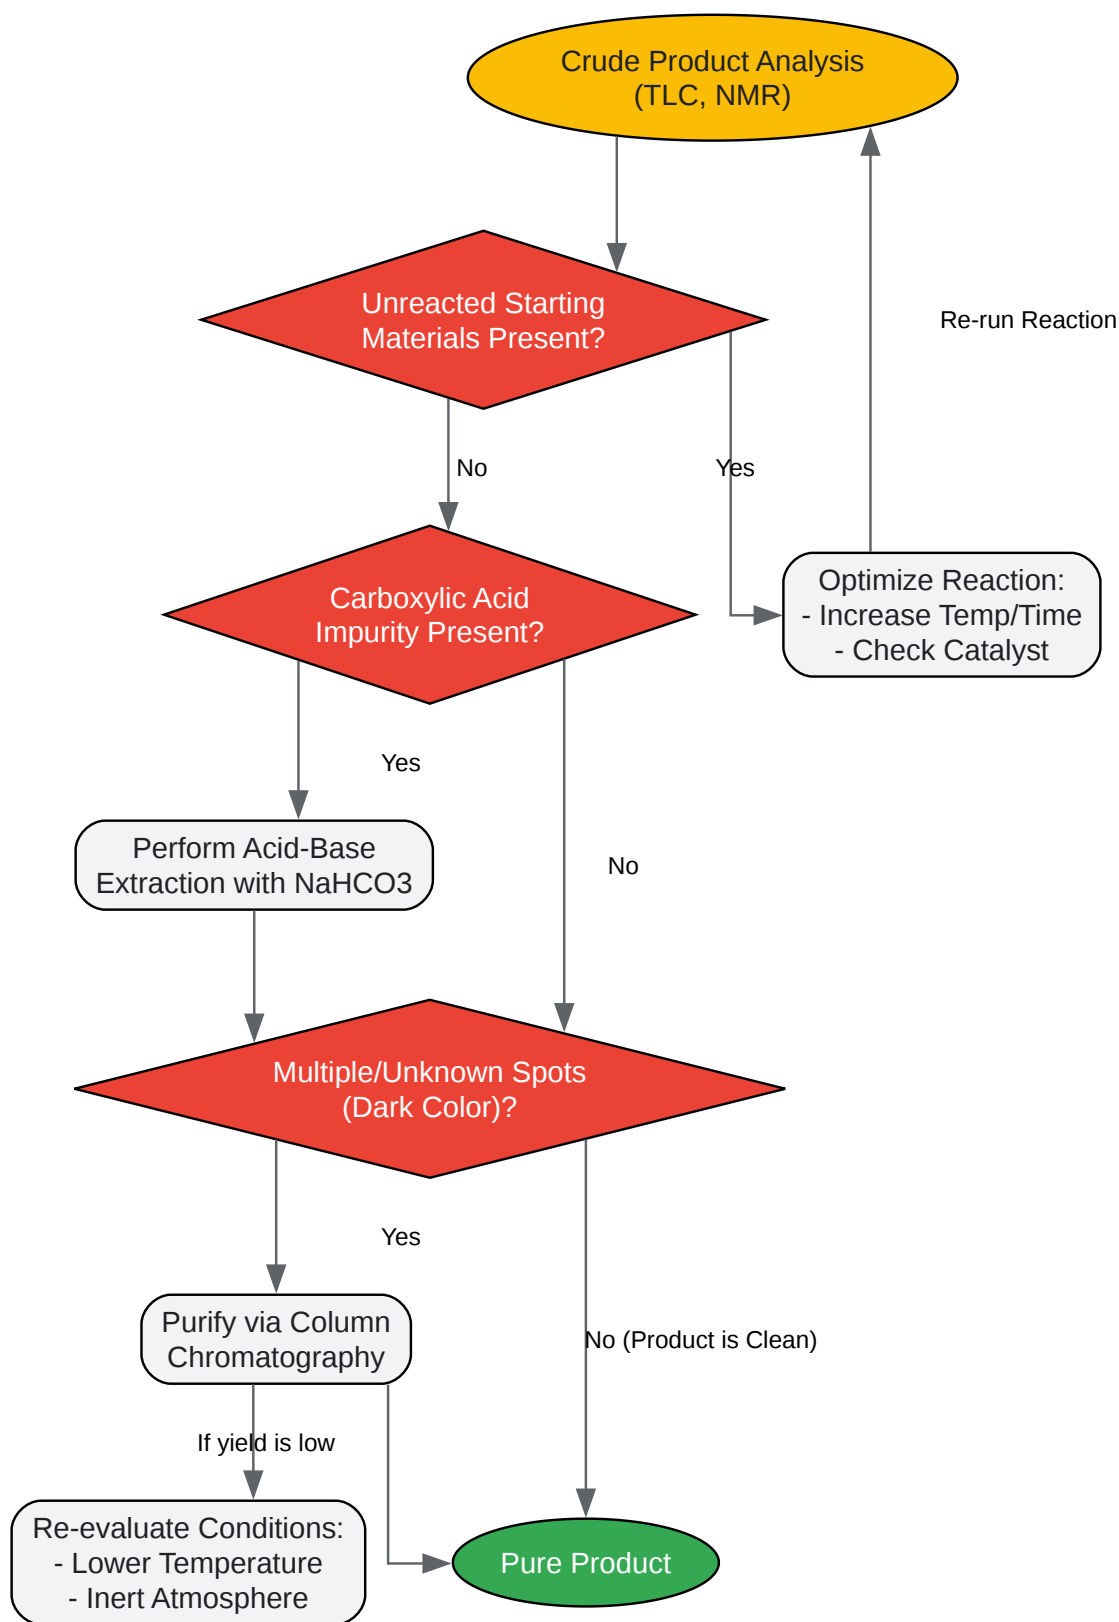 Crude Product Analysis
(TLC, NMR)
Unreacted Starting
Materials Present?
Re-run Reaction
No
Yes
Optimize Reaction:
- Increase Temp/Time
- Check Catalyst
Carboxylic Acid
Impurity Present?
Yes
Perform Acid-Base
Extraction with NaHCO3
No
Multiple/Unknown Spots
(Dark Color)?
Yes
Purify via Column
Chromatography
No (Product is Clean)
If yield is low
Re-evaluate Conditions:
- Lower Temperature
- Inert Atmosphere
Pure Product